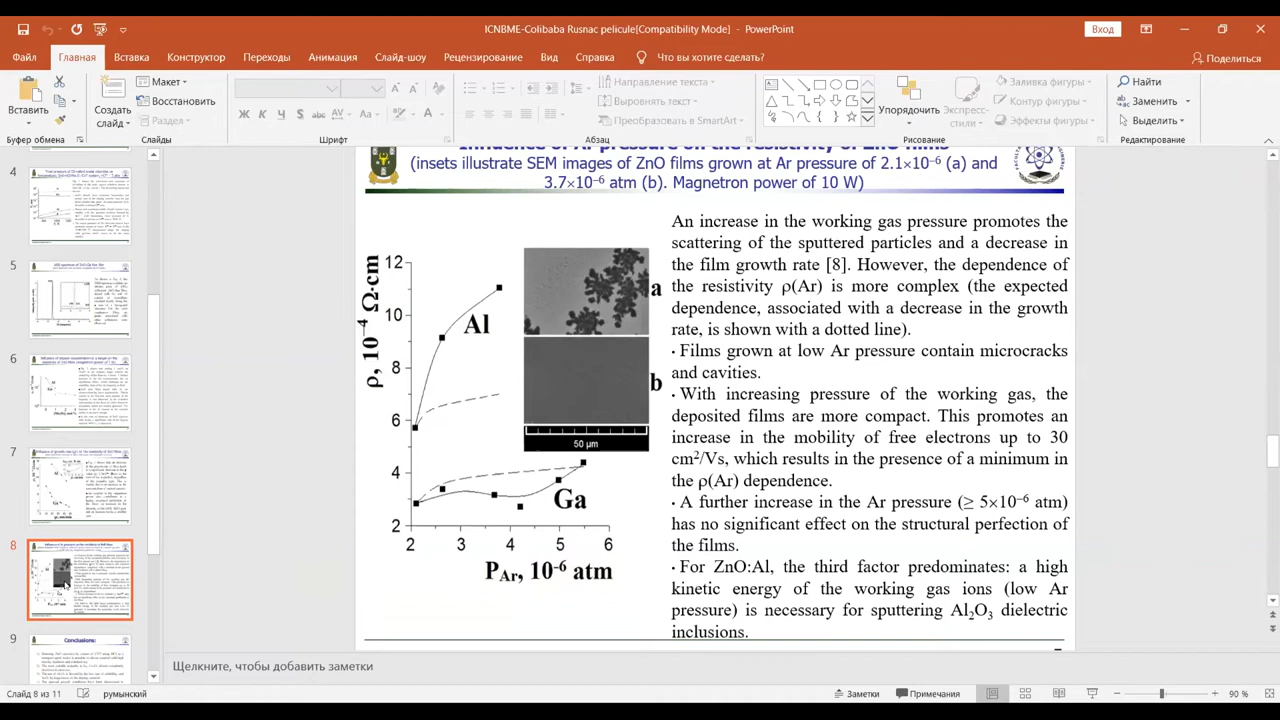 ICNBME-Colibaba Rusnac pelicule[Compatibility Mode] - PowerPoint
Вход
Файл Главная Вставка Конструктор Переходы Анимация Слайд-шоу Рецензирование Вид Справка Что вы хотите сделать? Поделиться
Вставить
Создать слайд
Макет
Восстановить
Раздел
Ж К Ч S abc AV Aa A
Направление текста
Выровнять текст
Преобразовать в SmartArt
Упорядочить
Экспресс-стили
Заливка фигуры
Контур фигуры
Эффекты фигуры
Найти
Заменить
Выделить
Буфер обмена Слайды Шрифт Абзац Рисование Редактирование
5
6
7
8
9
Conclusions:
Influence of Ar pressure on the resistivity of ZnO films
(insets illustrate SEM images of ZnO films grown at Ar pressure of 2.1×10⁻⁶ (a) and
3.7×10⁻⁶ atm (b). Magnetron power is 10 W)
ρ, 10⁻⁴ Ω·cm
12
10
8
6
4
2
Al
Ga
a
b
50 µm
2 3 4 5 6
P_Ar, 10⁻⁶ atm
An increase in the working gas pressure promotes the
scattering of the sputtered particles and a decrease in
the film growth rate [8]. However, the dependence of
the resistivity ρ(Ar) is more complex (the expected
dependence, associated with a decrease in the growth
rate, is shown with a dotted line).
· Films grown at low Ar pressure contain microcracks
and cavities.
· With increasing pressure of the working gas, the
deposited films are more compact. This promotes an
increase in the mobility of free electrons up to 30
cm²/Vs, which results in the presence of a minimum in
the ρ(Ar) dependence.
· A further increase in the Ar pressure (≥ 5×10⁻⁶ atm)
has no significant effect on the structural perfection of
the films.
· For ZnO:Al, the third factor predominates: a high
kinetic energy of the working gas ions (low Ar
pressure) is necessary for sputtering Al₂O₃ dielectric
inclusions.
Щелкните, чтобы добавить заметки
Слайд 8 из 11 румынский Заметки Примечания 90 %